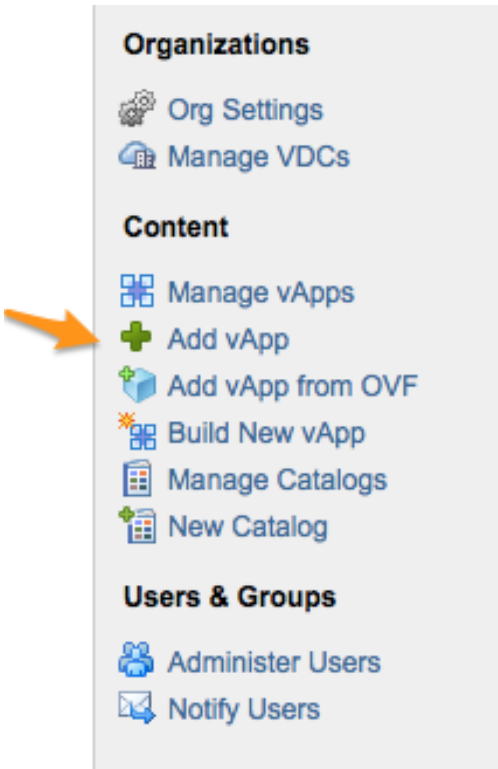 Organizations
Org Settings
Manage VDCs
Content
Manage vApps
Add vApp
Add vApp from OVF
Build New vApp
Manage Catalogs
New Catalog
Users & Groups
Administer Users
Notify Users